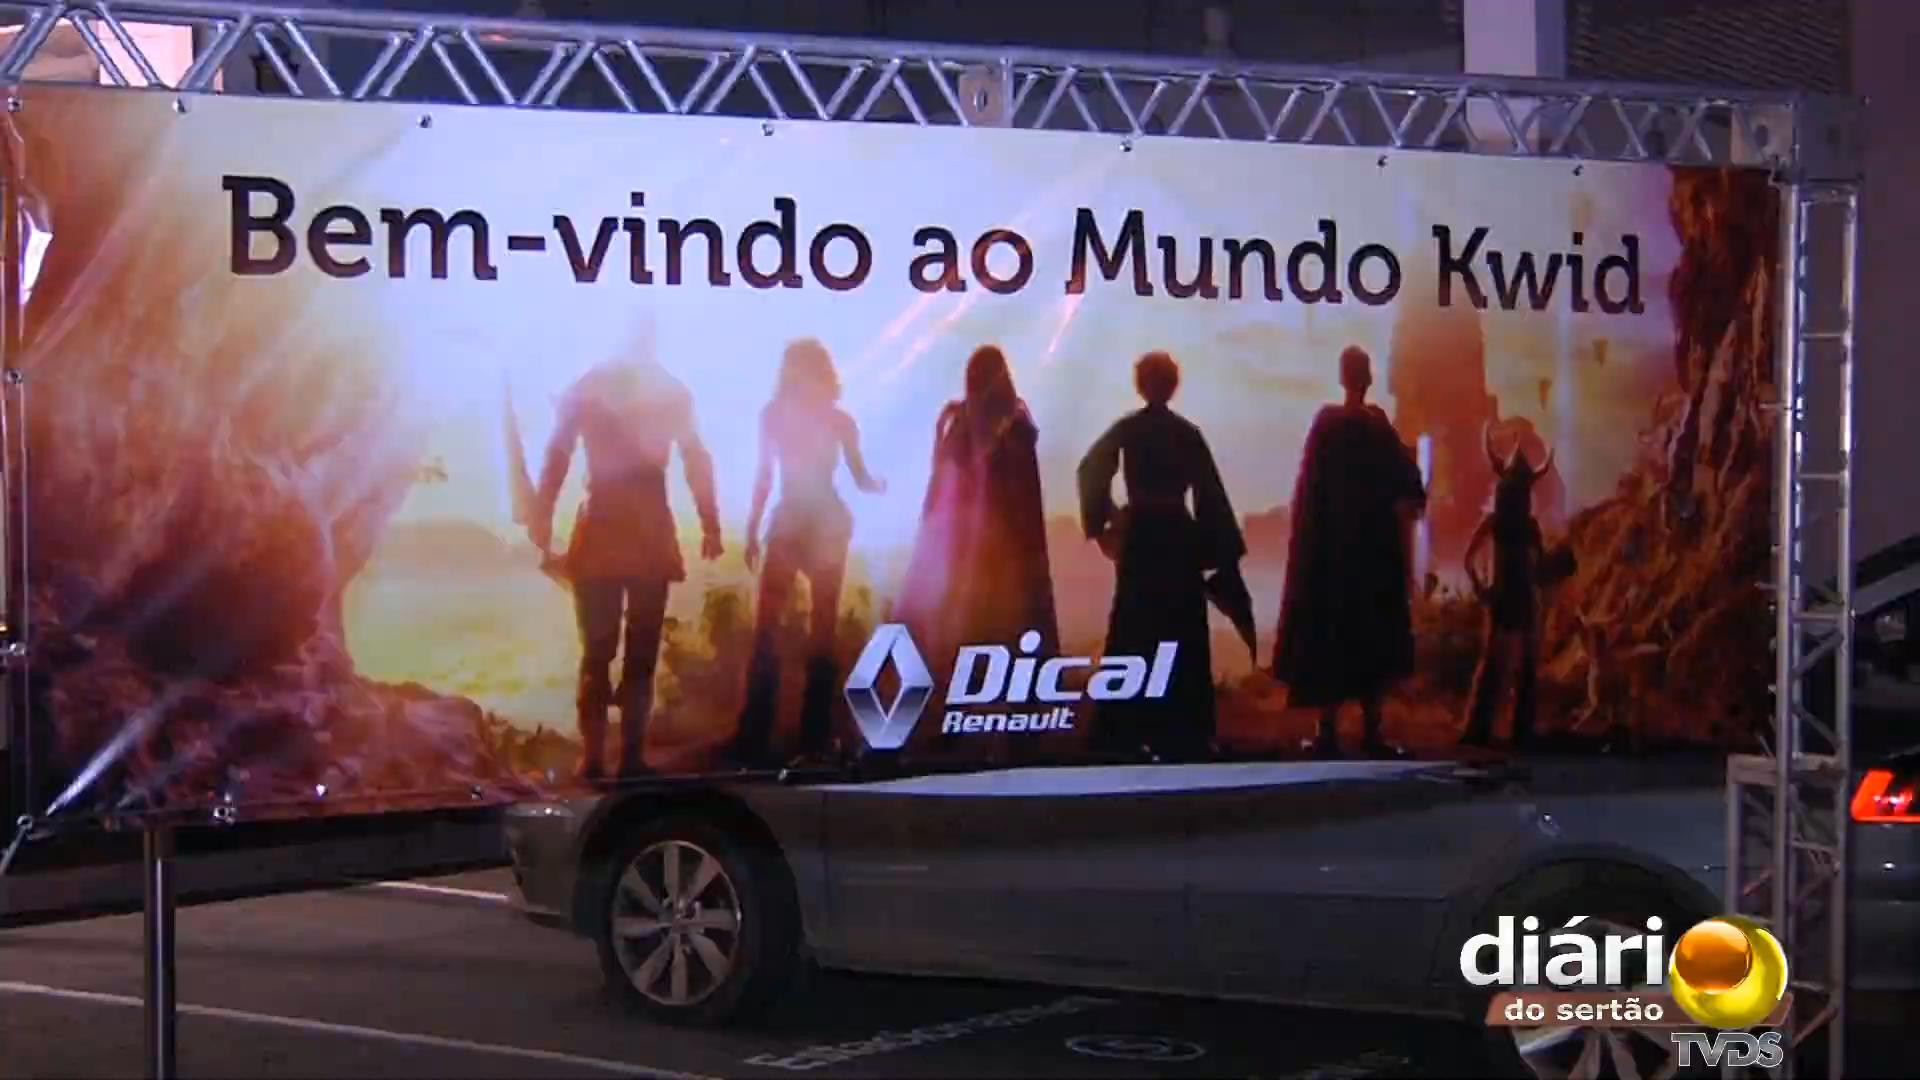 Bem-vindo ao Mundo Kwid
Dical
Renault
diário
do sertão
TVDS